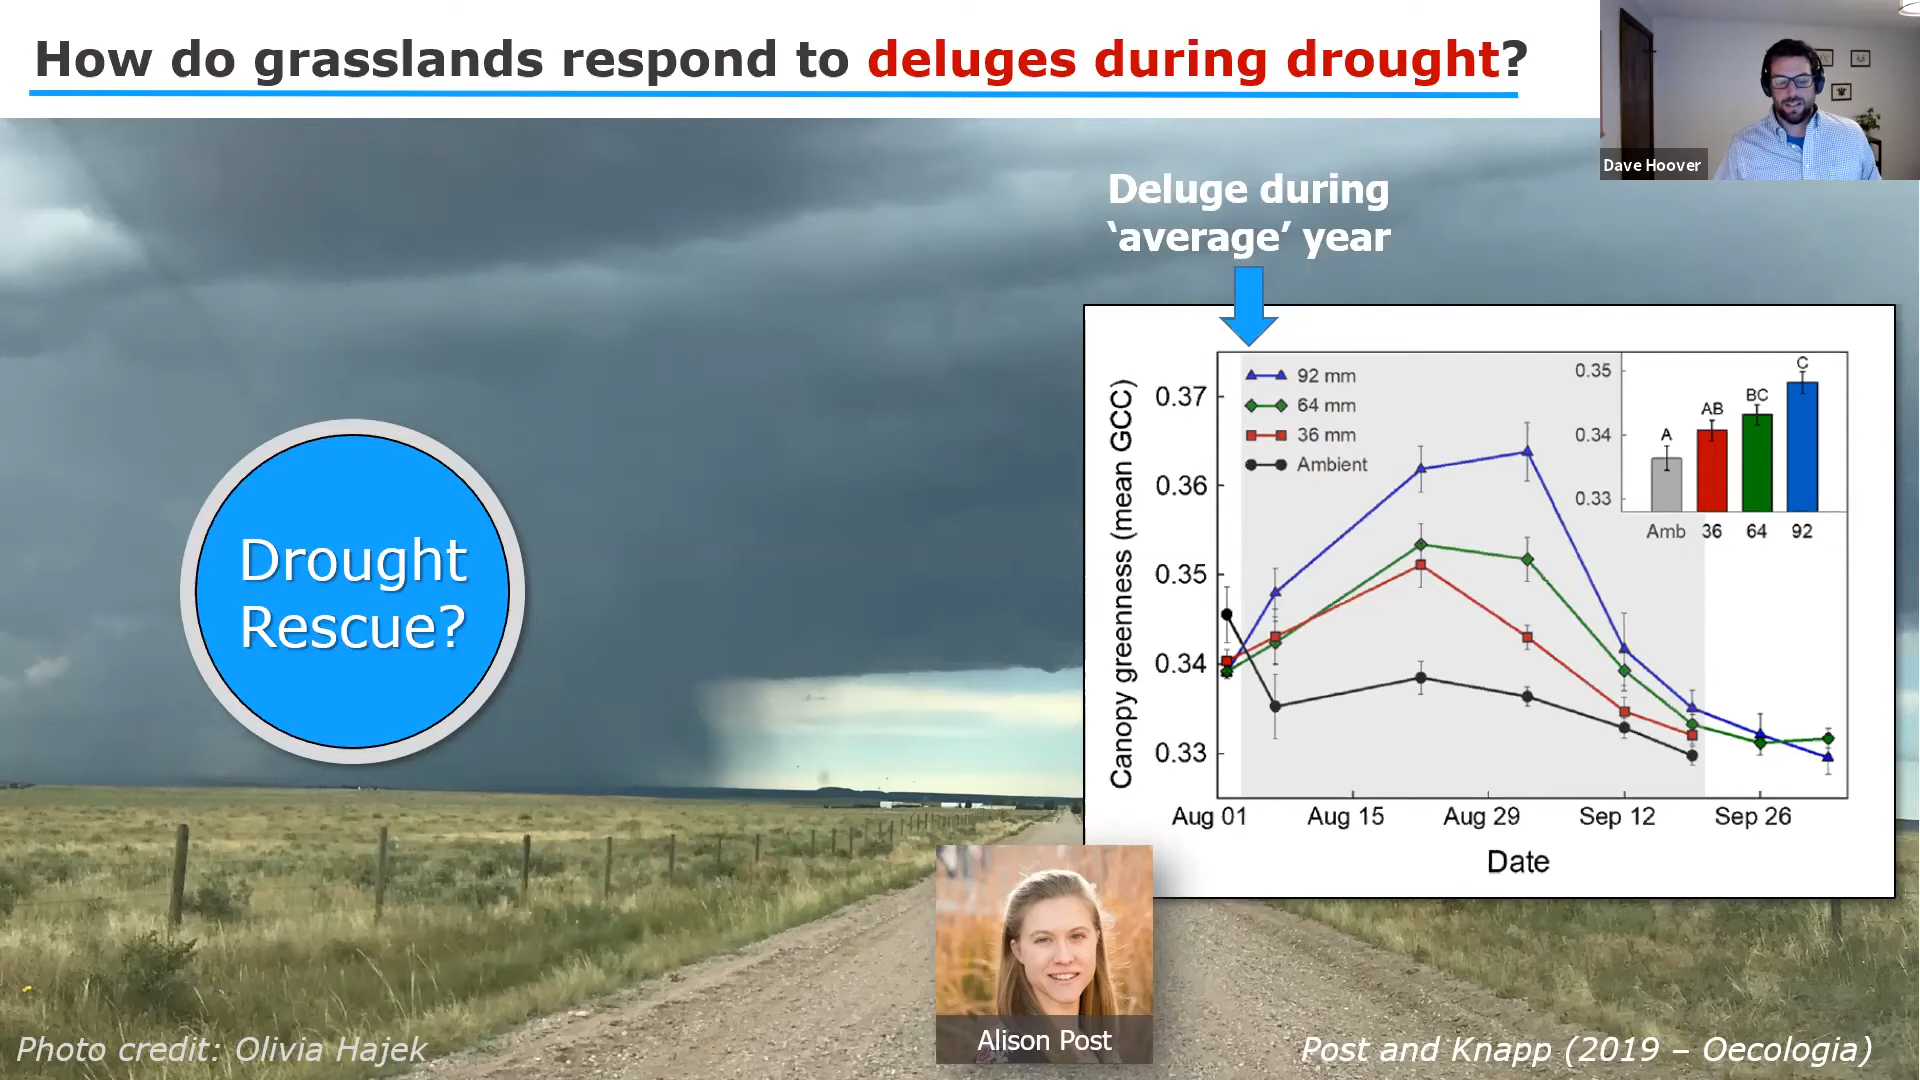 How do grasslands respond to deluges during drought?
Dave Hoover
Deluge during
‘average’ year
Drought
Rescue?
92 mm
64 mm
36 mm
Ambient
Canopy greenness (mean GCC)
0.37
0.36
0.35
0.34
0.33
Aug 01 Aug 15 Aug 29 Sep 12 Sep 26
Date
0.35
0.34
0.33
A AB BC C
Amb 36 64 92
Alison Post
Photo credit: Olivia Hajek
Post and Knapp (2019 – Oecologia)